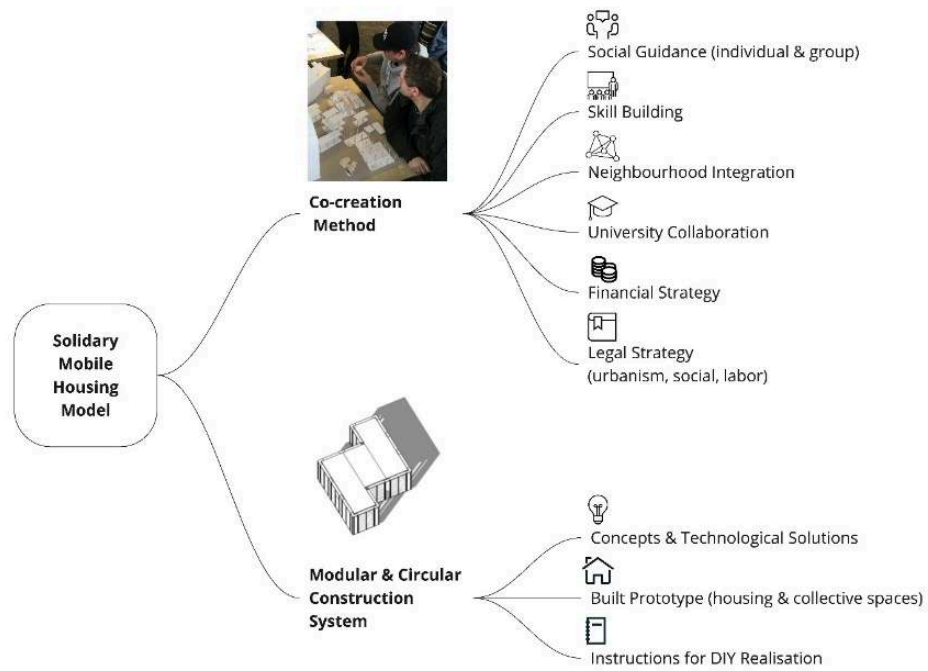 Social Guidance (individual & group)
Skill Building
Neighbourhood Integration
Co-creation
Method
University Collaboration
Financial Strategy
Legal Strategy
(urbanism, social, labor)
Solidary
Mobile
Housing
Model
Concepts & Technological Solutions
Modular & Circular
Construction
System
Built Prototype (housing & collective spaces)
Instructions for DIY Realisation